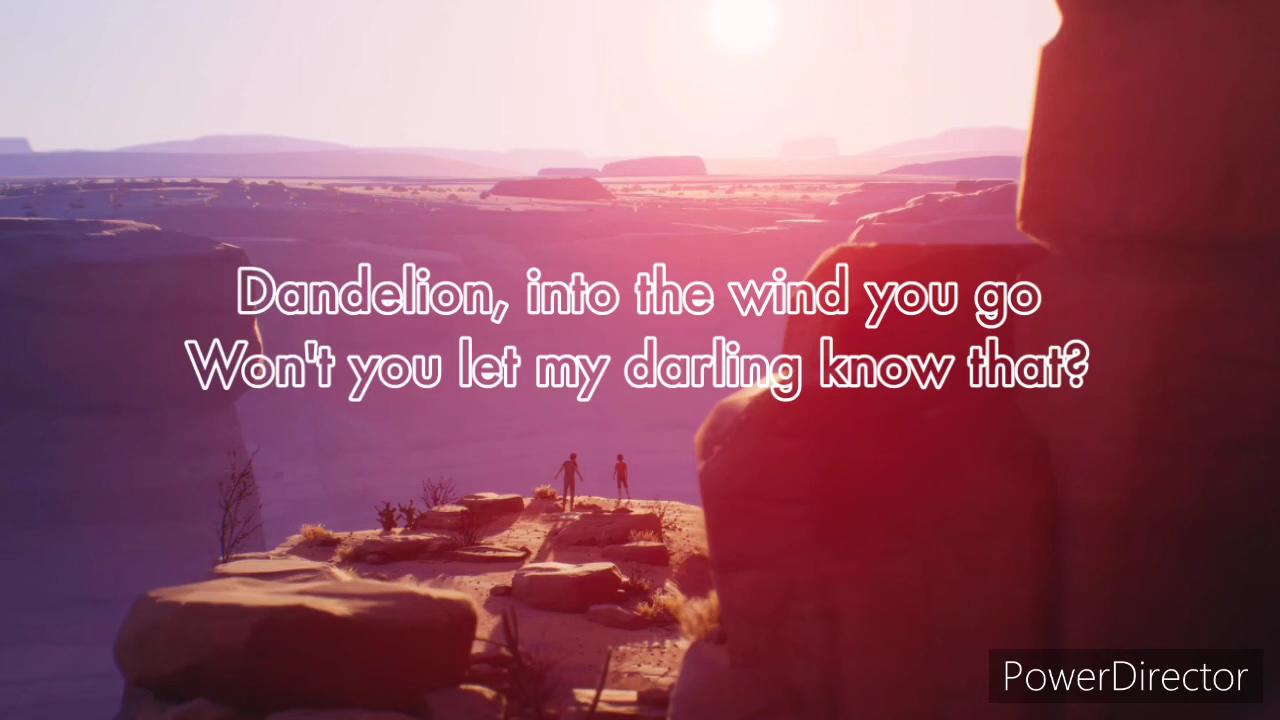 Dandelion, into the wind you go
Won't you let my darling know that?
PowerDirector